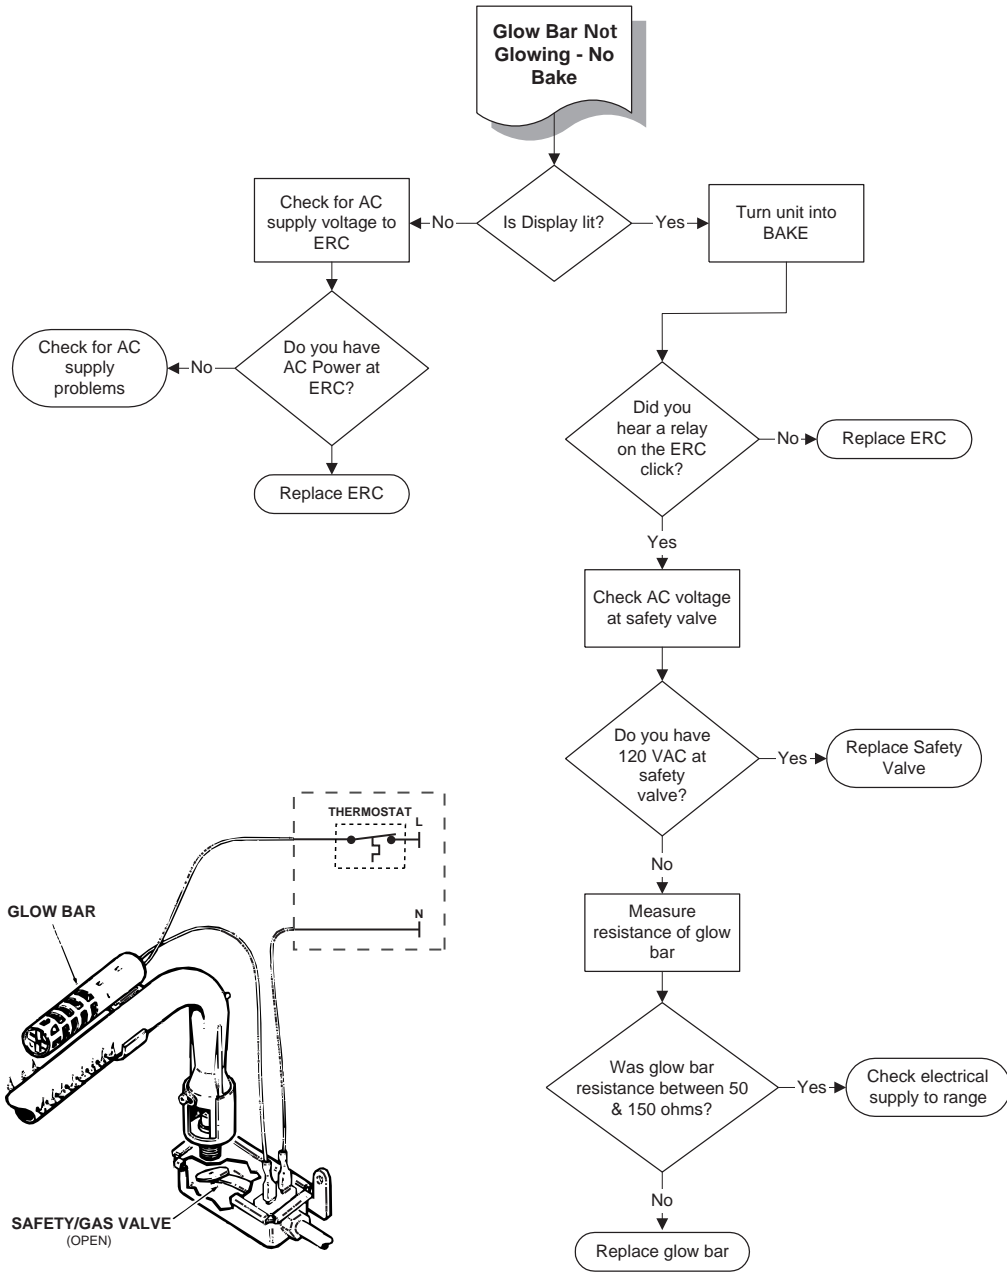 Glow Bar Not
Glowing - No
Bake
Check for AC
supply voltage to
ERC
No
Is Display lit?
Yes
Turn unit into
BAKE
Do you have
AC Power at
ERC?
No
Check for AC
supply
problems
Replace ERC
Did you
hear a relay
on the ERC
click?
No
Replace ERC
Yes
Check AC voltage
at safety valve
Do you have
120 VAC at
safety
valve?
Yes
Replace Safety
Valve
No
Measure
resistance of glow
bar
Was glow bar
resistance between 50
& 150 ohms?
Yes
Check electrical
supply to range
No
Replace glow bar
THERMOSTAT
L
N
GLOW BAR
SAFETY/GAS VALVE
(OPEN)